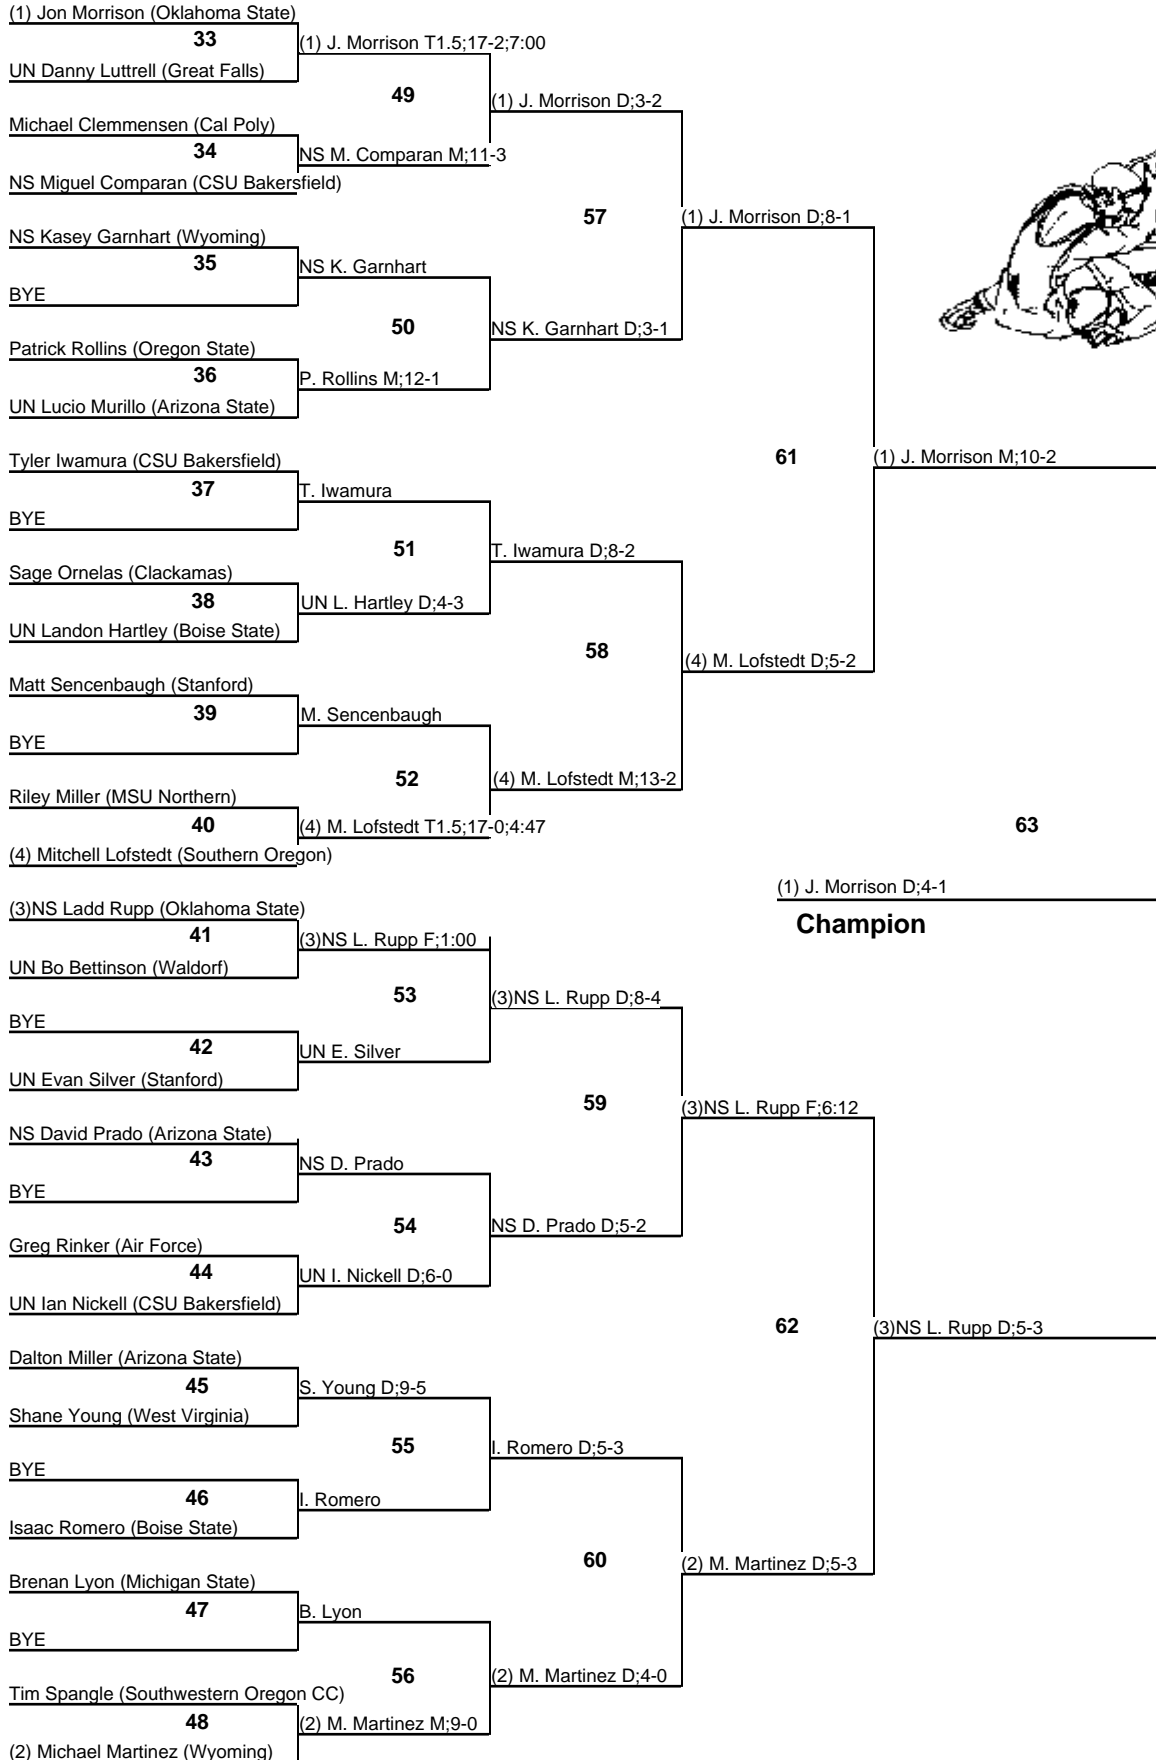 (1) Jon Morrison (Oklahoma State)
33
(1) J. Morrison T1.5;17-2;7:00
UN Danny Luttrell (Great Falls)
49
(1) J. Morrison D;3-2
Michael Clemmensen (Cal Poly)
34
NS M. Comparan M;11-3
NS Miguel Comparan (CSU Bakersfield)
57
(1) J. Morrison D;8-1
NS Kasey Garnhart (Wyoming)
35
NS K. Garnhart
BYE
50
NS K. Garnhart D;3-1
Patrick Rollins (Oregon State)
36
P. Rollins M;12-1
UN Lucio Murillo (Arizona State)
61
(1) J. Morrison M;10-2
Tyler Iwamura (CSU Bakersfield)
37
T. Iwamura
BYE
51
T. Iwamura D;8-2
Sage Ornelas (Clackamas)
38
UN L. Hartley D;4-3
UN Landon Hartley (Boise State)
58
(4) M. Lofstedt D;5-2
Matt Sencenbaugh (Stanford)
39
M. Sencenbaugh
BYE
52
(4) M. Lofstedt M;13-2
Riley Miller (MSU Northern)
40
(4) M. Lofstedt T1.5;17-0;4:47
(4) Mitchell Lofstedt (Southern Oregon)
63
(1) J. Morrison D;4-1
Champion
(3)NS Ladd Rupp (Oklahoma State)
41
(3)NS L. Rupp F;1:00
UN Bo Bettinson (Waldorf)
53
(3)NS L. Rupp D;8-4
BYE
42
UN E. Silver
UN Evan Silver (Stanford)
59
(3)NS L. Rupp F;6:12
NS David Prado (Arizona State)
43
NS D. Prado
BYE
54
NS D. Prado D;5-2
Greg Rinker (Air Force)
44
UN I. Nickell D;6-0
UN Ian Nickell (CSU Bakersfield)
62
(3)NS L. Rupp D;5-3
Dalton Miller (Arizona State)
45
S. Young D;9-5
Shane Young (West Virginia)
55
I. Romero D;5-3
BYE
46
I. Romero
Isaac Romero (Boise State)
60
(2) M. Martinez D;5-3
Brenan Lyon (Michigan State)
47
B. Lyon
BYE
56
(2) M. Martinez D;4-0
Tim Spangle (Southwestern Oregon CC)
48
(2) M. Martinez M;9-0
(2) Michael Martinez (Wyoming)